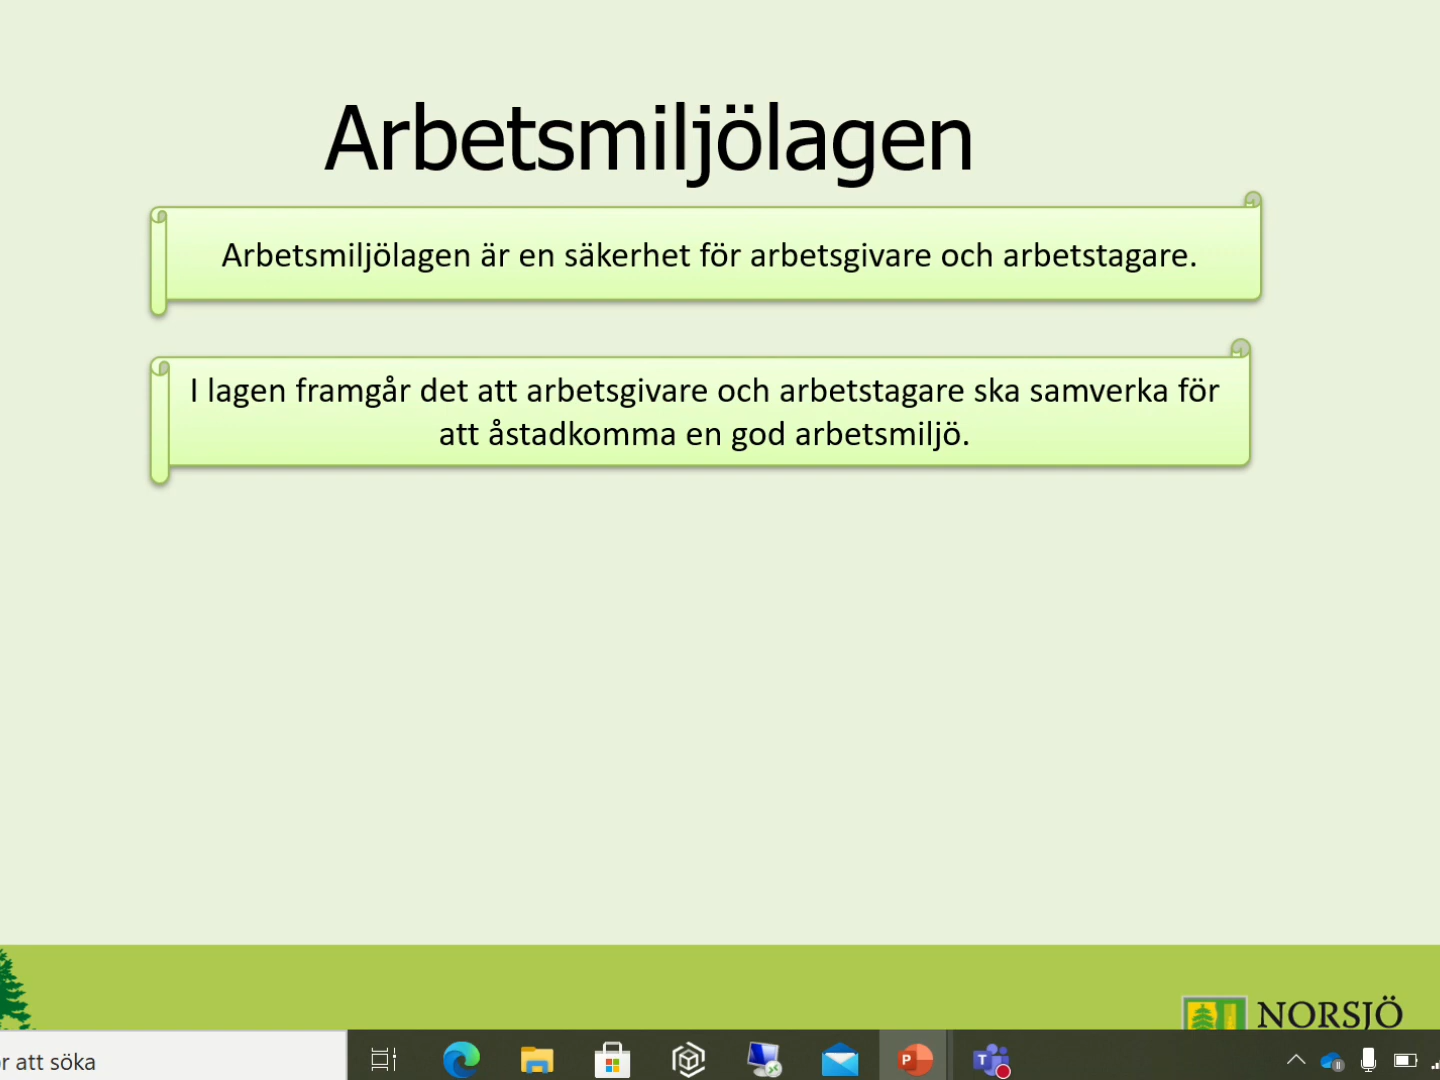 Arbetsmiljölagen
Arbetsmiljölagen är en säkerhet för arbetsgivare och arbetstagare.
I lagen framgår det att arbetsgivare och arbetstagare ska samverka för
att åstadkomma en god arbetsmiljö.
NORSJÖ
att söka